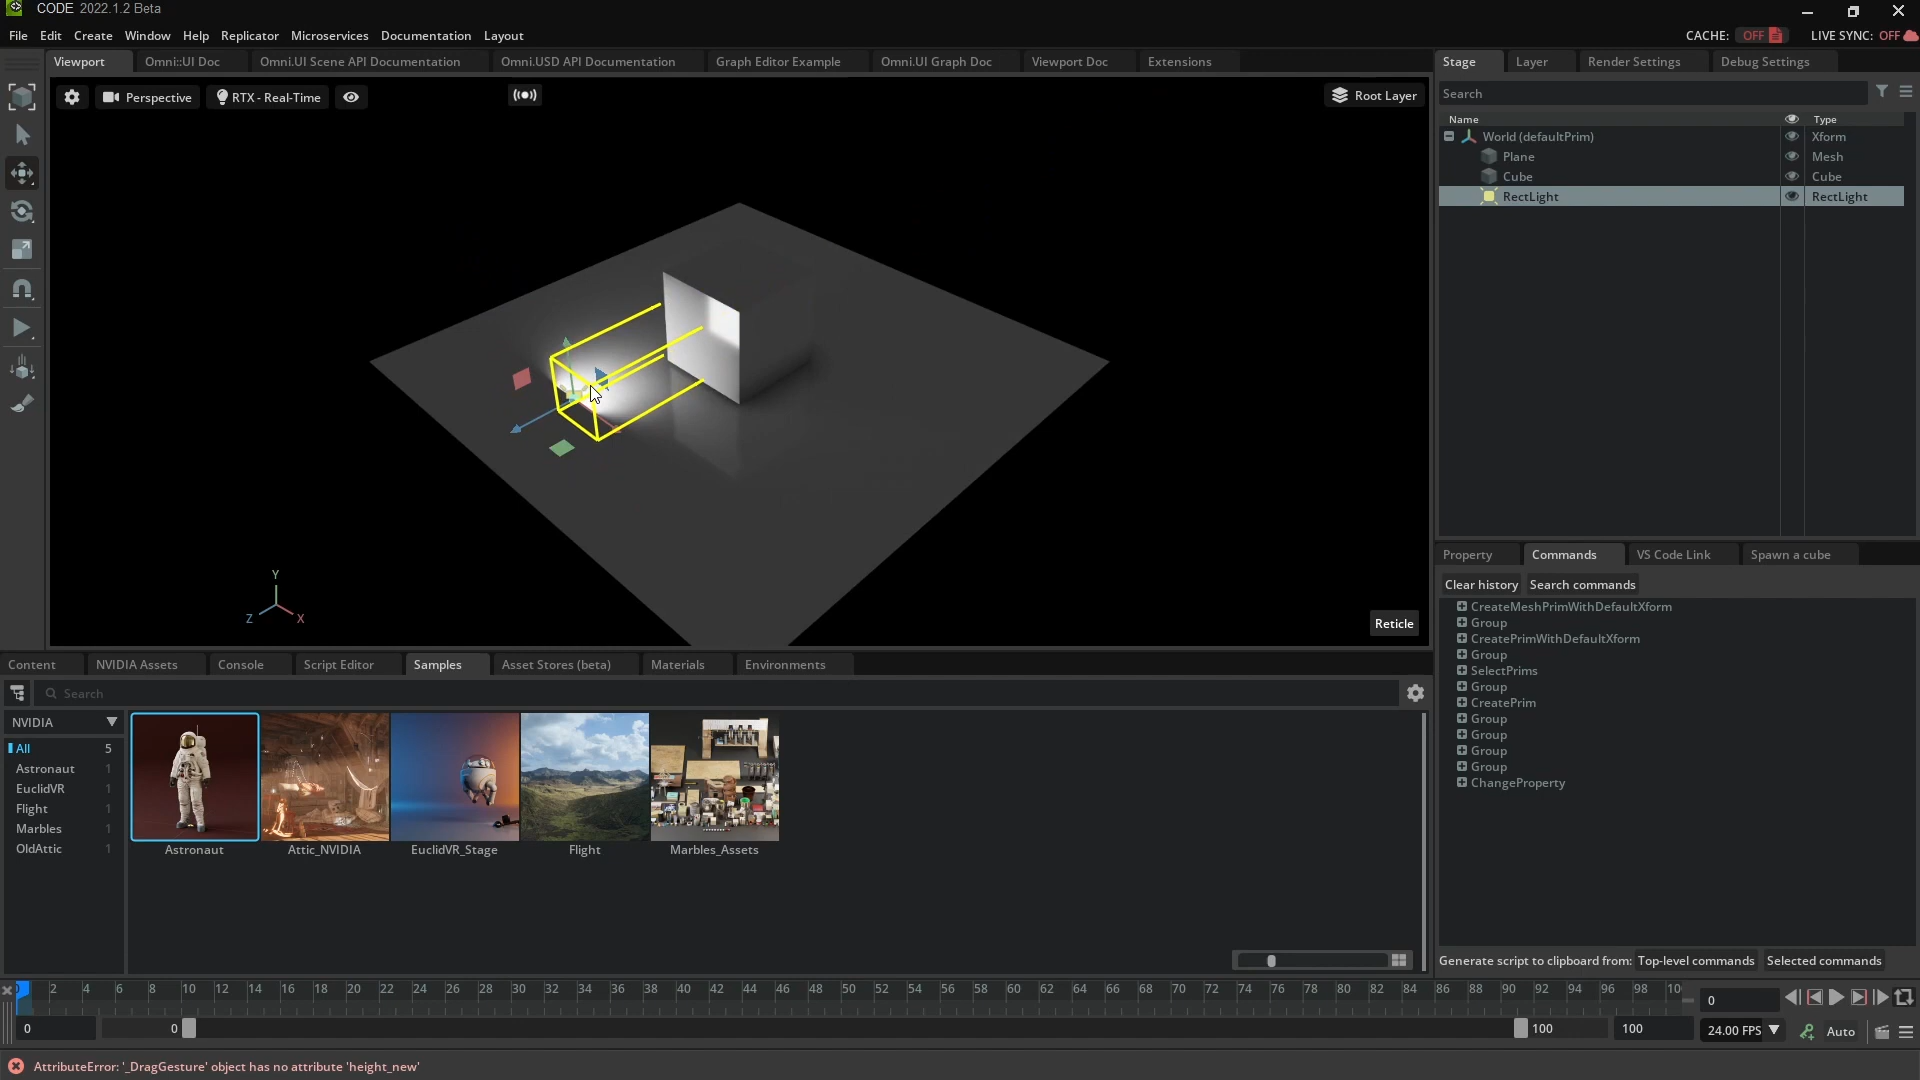 CODE 2022.1.2 Beta
File Edit Create Window Help Replicator Microservices Documentation Layout
CACHE: OFF LIVE SYNC: OFF
Viewport Omni::UI Doc Omni.UI Scene API Documentation Omni.USD API Documentation Graph Editor Example Omni.UI Graph Doc Viewport Doc Extensions
Stage Layer Render Settings Debug Settings
Perspective RTX - Real-Time Root Layer
Search
Name Type
World (defaultPrim) Xform
Plane Mesh
Cube Cube
RectLight RectLight
Y
Z X
Reticle
Property Commands VS Code Link Spawn a cube
Clear history Search commands
CreateMeshPrimWithDefaultXform
Group
CreatePrimWithDefaultXform
Group
SelectPrims
Group
CreatePrim
Group
Group
Group
Group
ChangeProperty
Generate script to clipboard from: Top-level commands Selected commands
Content NVIDIA Assets Console Script Editor Samples Asset Stores (beta) Materials Environments
Search
NVIDIA
All 5
Astronaut 1
EuclidVR 1
Flight 1
Marbles 1
OldAttic 1
Astronaut Attic_NVIDIA EuclidVR_Stage Flight Marbles_Assets
2 4 6 8 10 12 14 16 18 20 22 24 26 28 30 32 34 36 38 40 42 44 46 48 50 52 54 56 58 60 62 64 66 68 70 72 74 76 78 80 82 84 86 88 90 92 94 96 98 10
0
0 0 100 100 24.00 FPS Auto
AttributeError: '_DragGesture' object has no attribute 'height_new'